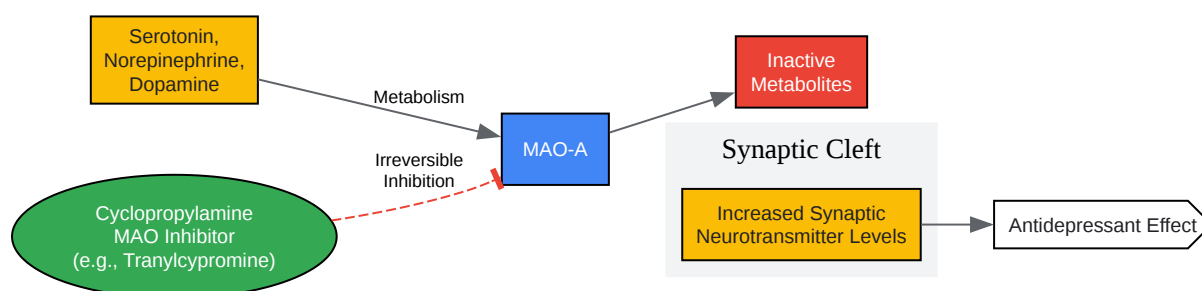 Serotonin,
Norepinephrine,
Dopamine
Metabolism
Inactive
Metabolites
MAO-A
Irreversible
Inhibition
Cyclopropylamine
MAO Inhibitor
(e.g., Tranylcypromine)
Synaptic Cleft
Increased Synaptic
Neurotransmitter Levels
Antidepressant Effect